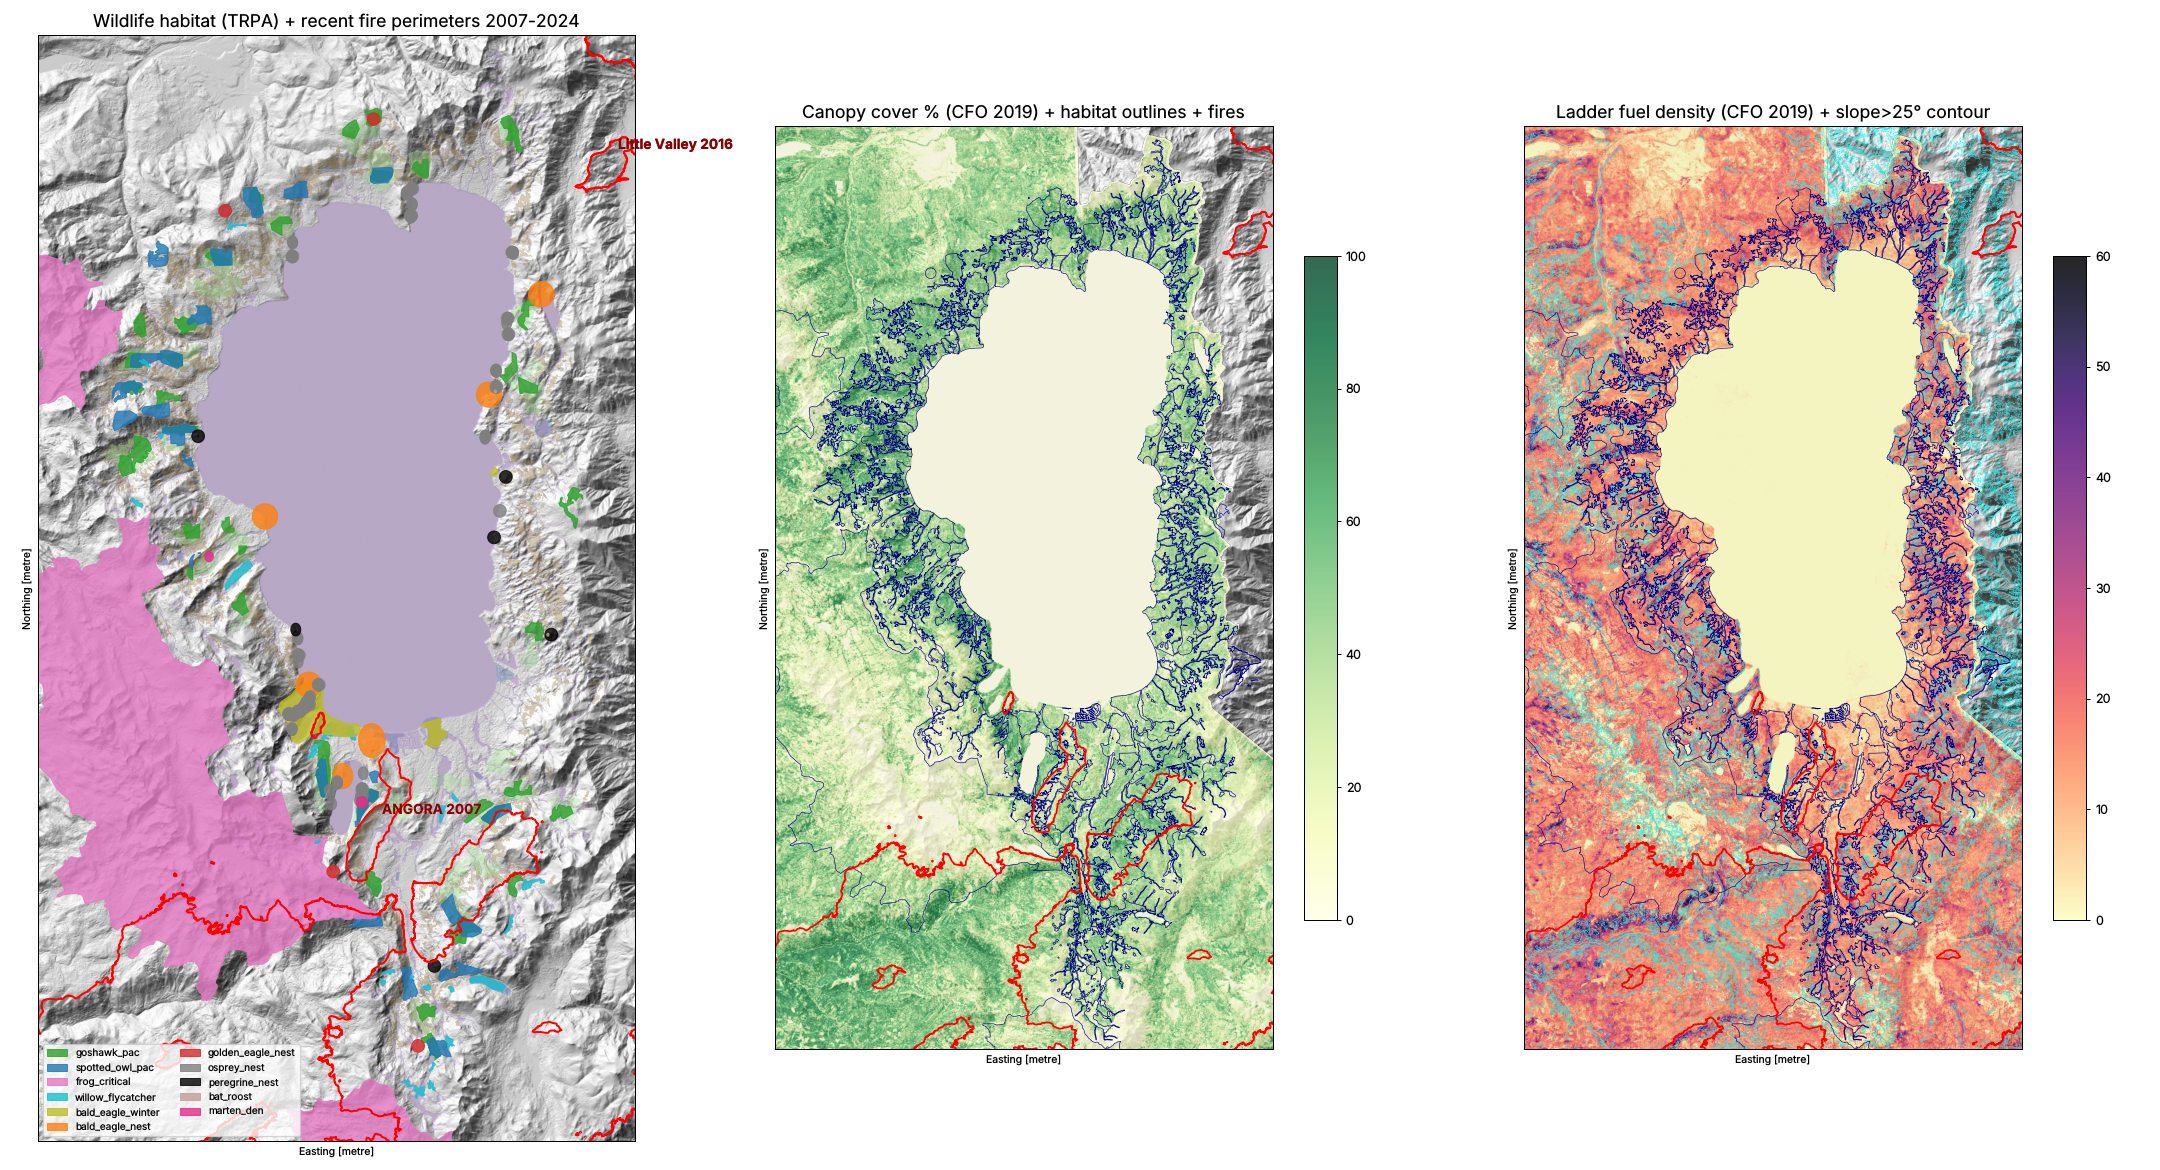 Wildlife habitat (TRPA) + recent fire perimeters 2007-2024
Little Valley 2016
ANGORA 2007
Northing [metre]
Easting [metre]
goshawk_pac
spotted_owl_pac
frog_critical
willow_flycatcher
bald_eagle_winter
bald_eagle_nest
golden_eagle_nest
osprey_nest
peregrine_nest
bat_roost
marten_den
Canopy cover % (CFO 2019) + habitat outlines + fires
Northing [metre]
Easting [metre]
100
80
60
40
20
0
Ladder fuel density (CFO 2019) + slope>25° contour
Northing [metre]
Easting [metre]
60
50
40
30
20
10
0